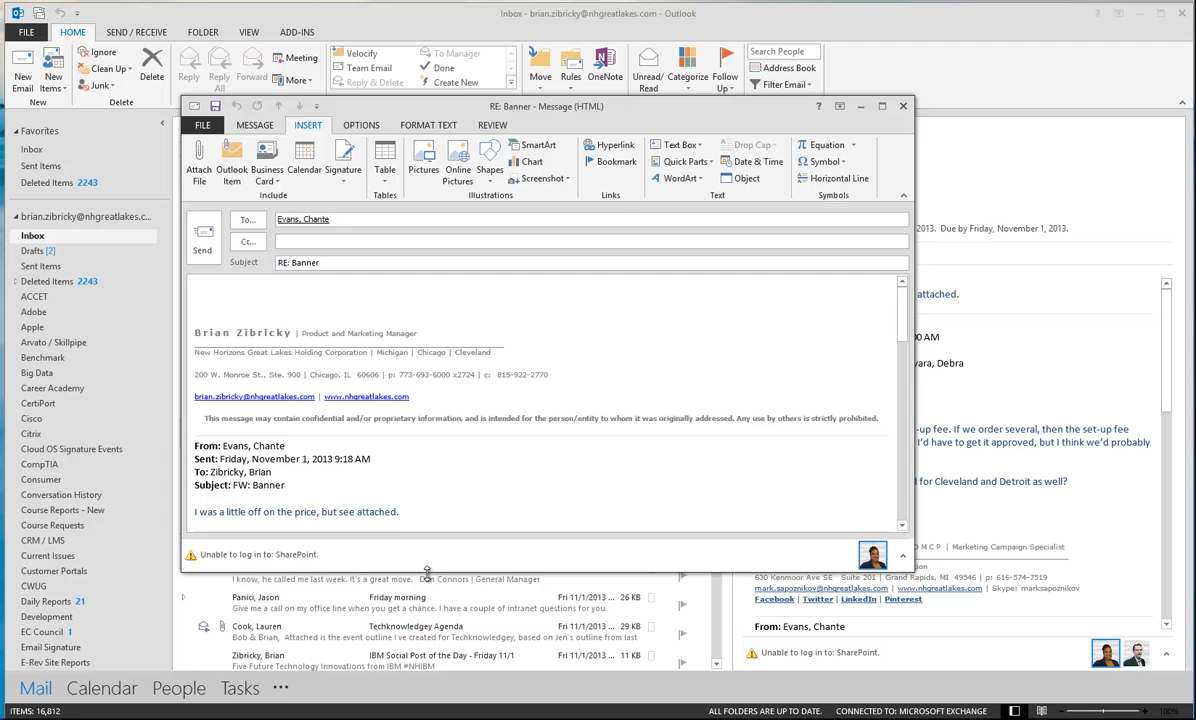 Inbox - brian.zibricky@nhgreatlakes.com - Outlook
FILE HOME SEND / RECEIVE FOLDER VIEW ADD-INS
New Email
New Items
New
Ignore
Clean Up
Junk
Delete
Delete
Reply
Reply All
Forward
Meeting
More
Velocify
Team Email
Reply & Delete
To Manager
Done
Create New
Move
Rules
OneNote
Unread/ Read
Categorize
Follow Up
Search People
Address Book
Filter Email
Favorites
Inbox
Sent Items
Deleted Items 2243
brian.zibricky@nhgreatlakes.c...
Inbox
Drafts [2]
Sent Items
Deleted Items 2243
ACCET
Adobe
Apple
Arvato / Skillpipe
Benchmark
Big Data
Career Academy
CertiPort
Cisco
Citrix
Cloud OS Signature Events
CompTIA
Consumer
Conversation History
Course Reports - New
Course Requests
CRM / LMS
Current Issues
Customer Portals
CWUG
Daily Reports 21
Development
EC Council 1
Email Signature
E-Rev Site Reports
RE: Banner - Message (HTML)
FILE MESSAGE INSERT OPTIONS FORMAT TEXT REVIEW
Attach File
Outlook Item
Business Card
Calendar
Signature
Include
Table
Tables
Pictures
Online Pictures
Shapes
SmartArt
Chart
Screenshot
Illustrations
Hyperlink
Bookmark
Links
Text Box
Quick Parts
WordArt
Drop Cap
Date & Time
Object
Text
Equation
Symbol
Horizontal Line
Symbols
Send
To... Evans, Chante
Cc...
Subject RE: Banner
Brian Zibricky | Product and Marketing Manager
New Horizons Great Lakes Holding Corporation | Michigan | Chicago | Cleveland
200 W. Monroe St., Ste. 900 | Chicago, IL 60606 | p: 773-693-6000 x2724 | c: 815-922-2770
brian.zibricky@nhgreatlakes.com | www.nhgreatlakes.com
This message may contain confidential and/or proprietary information, and is intended for the person/entity to whom it was originally addressed. Any use by others is strictly prohibited.
From: Evans, Chante
Sent: Friday, November 1, 2013 9:18 AM
To: Zibricky, Brian
Subject: FW: Banner
I was a little off on the price, but see attached.
Unable to log in to: SharePoint.
I know, he called me last week. It's a great move. Dan Connors | General Manager
Panici, Jason Friday morning Fri 11/1/2013 ... 26 KB
Give me a call on my office line when you get a chance. I have a couple of intranet questions for you.
Cook, Lauren Techknowledgey Agenda Fri 11/1/2013 ... 29 KB
Bob & Brian, Attached is the event outline I've created for Techknowledgey, based on Jen's outline from last
Zibricky, Brian IBM Social Post of the Day - Friday 11/1 Fri 11/1/2013 ... 11 KB
Five Future Technology Innovations from IBM #NHIBM
2013. Due by Friday, November 1, 2013.
attached.
00 AM
vara, Debra
-up fee. If we order several, then the set-up fee
I'd have to get it approved, but I think we'd probably
d for Cleveland and Detroit as well?
D M C P | Marketing Campaign Specialist
ation
630 Kenmoor Ave SE Suite 201 | Grand Rapids, MI 49546 | p: 616-574-7519
mark.sapoznikov@nhgreatlakes.com | www.nhgreatlakes.com | Skype: marksapoznikov
Facebook | Twitter | LinkedIn | Pinterest
From: Evans, Chante
Unable to log in to: SharePoint.
Mail Calendar People Tasks •••
ITEMS: 16,812
ALL FOLDERS ARE UP TO DATE. CONNECTED TO: MICROSOFT EXCHANGE
100%